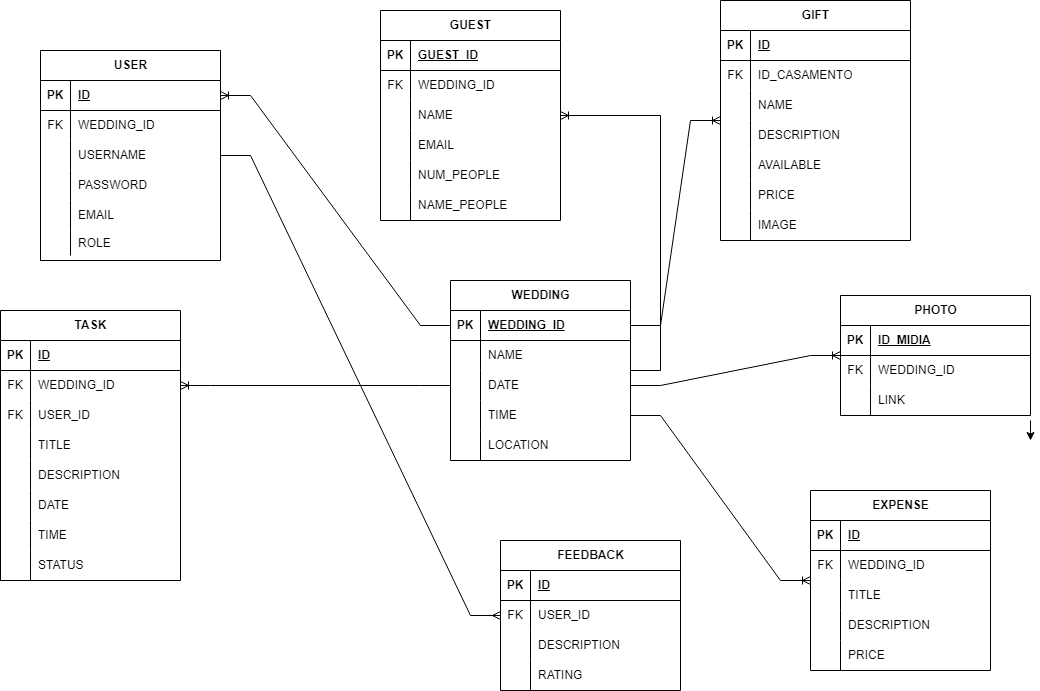 USER
PK ID
FK WEDDING_ID
USERNAME
PASSWORD
EMAIL
ROLE
GUEST
PK GUEST_ID
FK WEDDING_ID
NAME
EMAIL
NUM_PEOPLE
NAME_PEOPLE
GIFT
PK ID
FK ID_CASAMENTO
NAME
DESCRIPTION
AVAILABLE
PRICE
IMAGE
TASK
PK ID
FK WEDDING_ID
FK USER_ID
TITLE
DESCRIPTION
DATE
TIME
STATUS
WEDDING
PK WEDDING_ID
NAME
DATE
TIME
LOCATION
PHOTO
PK ID_MIDIA
FK WEDDING_ID
LINK
FEEDBACK
PK ID
FK USER_ID
DESCRIPTION
RATING
EXPENSE
PK ID
FK WEDDING_ID
TITLE
DESCRIPTION
PRICE